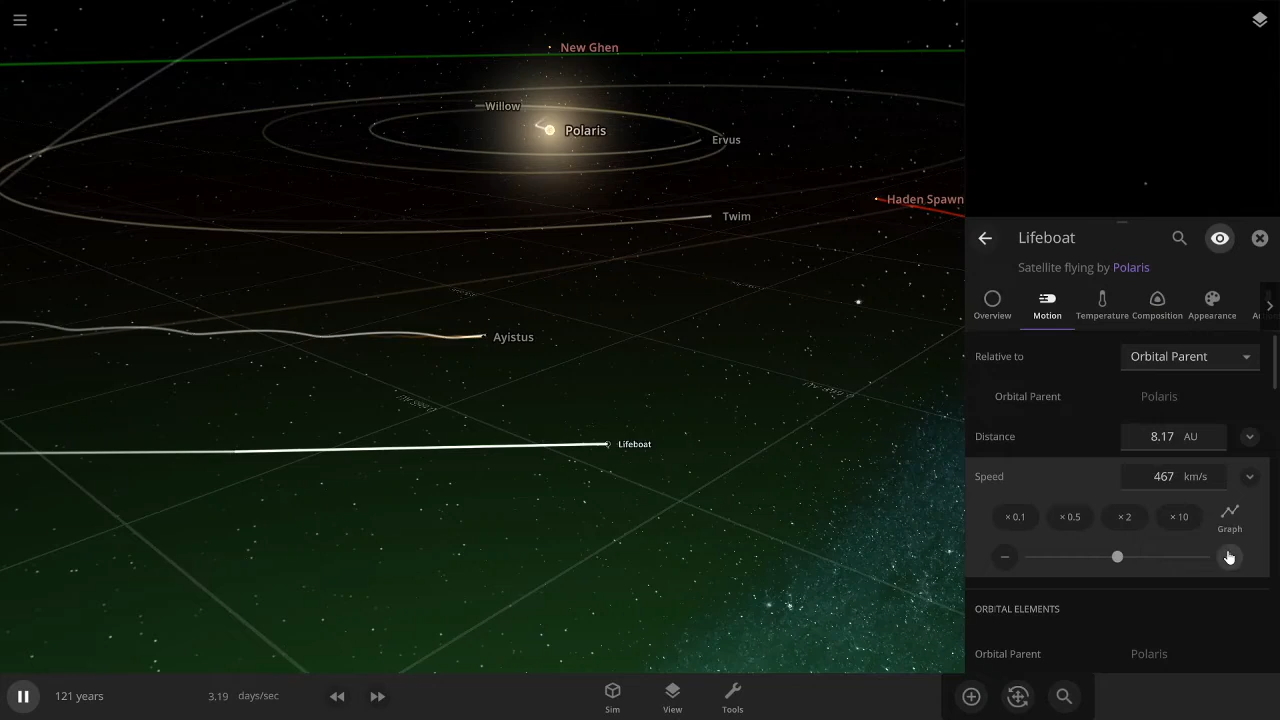 New Ghen
Willow
Polaris
Ervus
Haden Spawn
Twim
Ayistus
Lifeboat
Lifeboat
Satellite flying by Polaris
Overview
Motion
Temperature
Composition
Appearance
Relative to
Orbital Parent
Orbital Parent
Polaris
Distance
8.17 AU
Speed
467 km/s
× 0.1
× 0.5
× 2
× 10
Graph
ORBITAL ELEMENTS
Orbital Parent
Polaris
121 years
3.19 days/sec
Sim
View
Tools